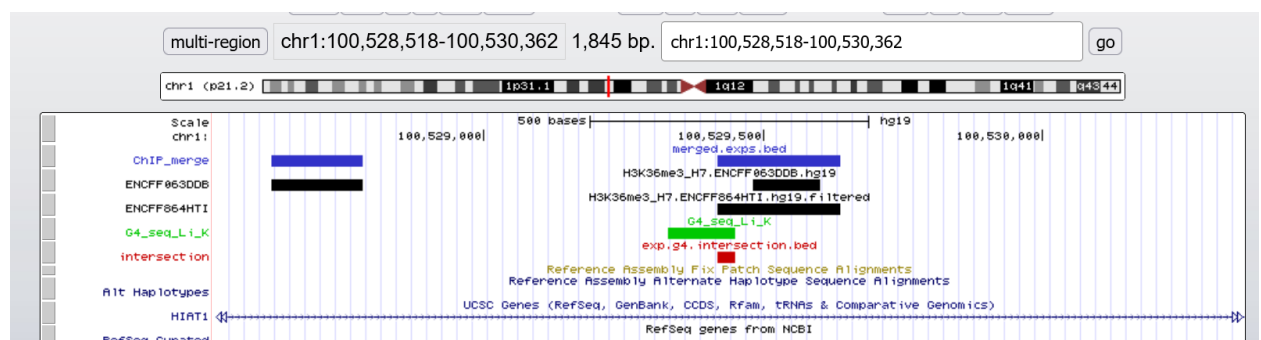 multi-region chr1:100,528,518-100,530,362 1,845 bp. chr1:100,528,518-100,530,362 go
chr1 (p21.2) 1p31.1 1q12 1q41 q43 44
Scale 500 bases hg19
chr1: 100,529,000 100,529,500 100,530,000
merged.exps.bed
ChIP_merge
H3K36me3_H7.ENCFF063DDB.hg19
ENCFF063DDB
H3K36me3_H7.ENCFF864HTI.hg19.filtered
ENCFF864HTI
G4_seq_Li_K
G4_seq_Li_K
exp.g4.intersection.bed
intersection
Reference Assembly Fix Patch Sequence Alignments
Reference Assembly Alternate Haplotype Sequence Alignments
Alt Haplotypes
UCSC Genes (RefSeq, GenBank, CCDS, Rfam, tRNAs & Comparative Genomics)
HIAT1
RefSeq genes from NCBI
RefSeq Curated